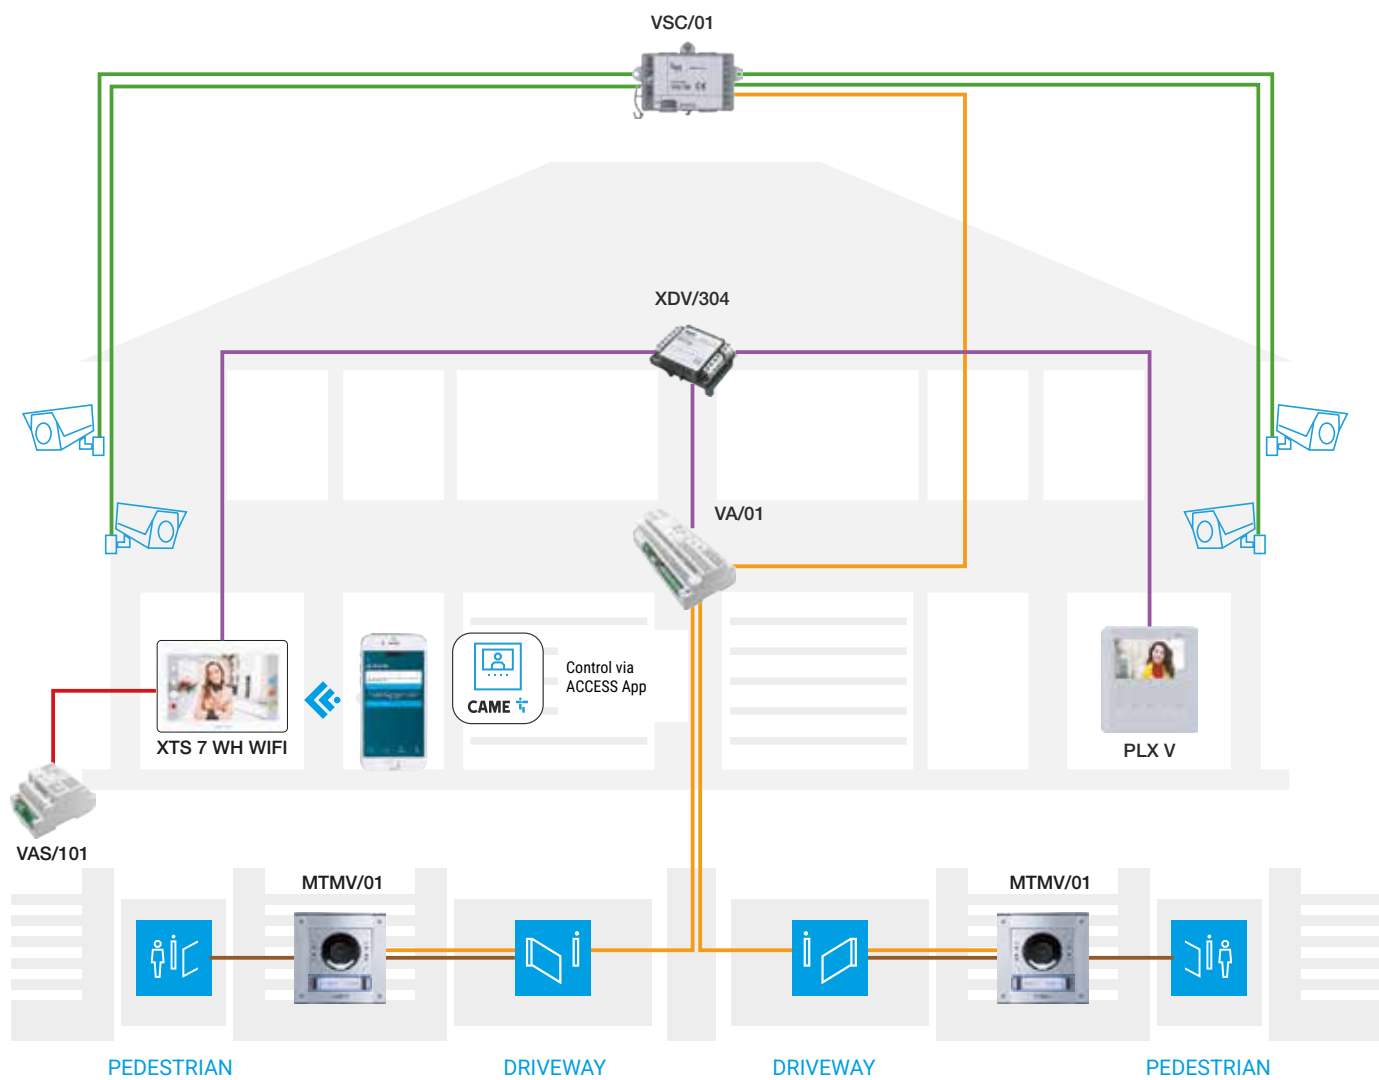 VSC/01
XDV/304
VA/01
Control via
ACCESS App
CAME
XTS 7 WH WIFI
PLX V
VAS/101
MTMV/01
MTMV/01
PEDESTRIAN
DRIVEWAY
DRIVEWAY
PEDESTRIAN